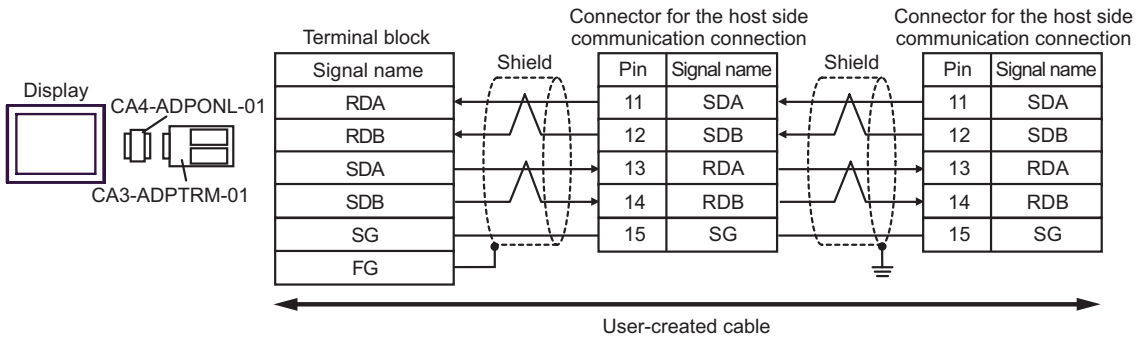 Display
CA4-ADPONL-01
CA3-ADPTRM-01
Terminal block
Signal name
RDA
RDB
SDA
SDB
SG
FG
Shield
Connector for the host side
communication connection
Pin Signal name
11 SDA
12 SDB
13 RDA
14 RDB
15 SG
Shield
Connector for the host side
communication connection
Pin Signal name
11 SDA
12 SDB
13 RDA
14 RDB
15 SG
User-created cable